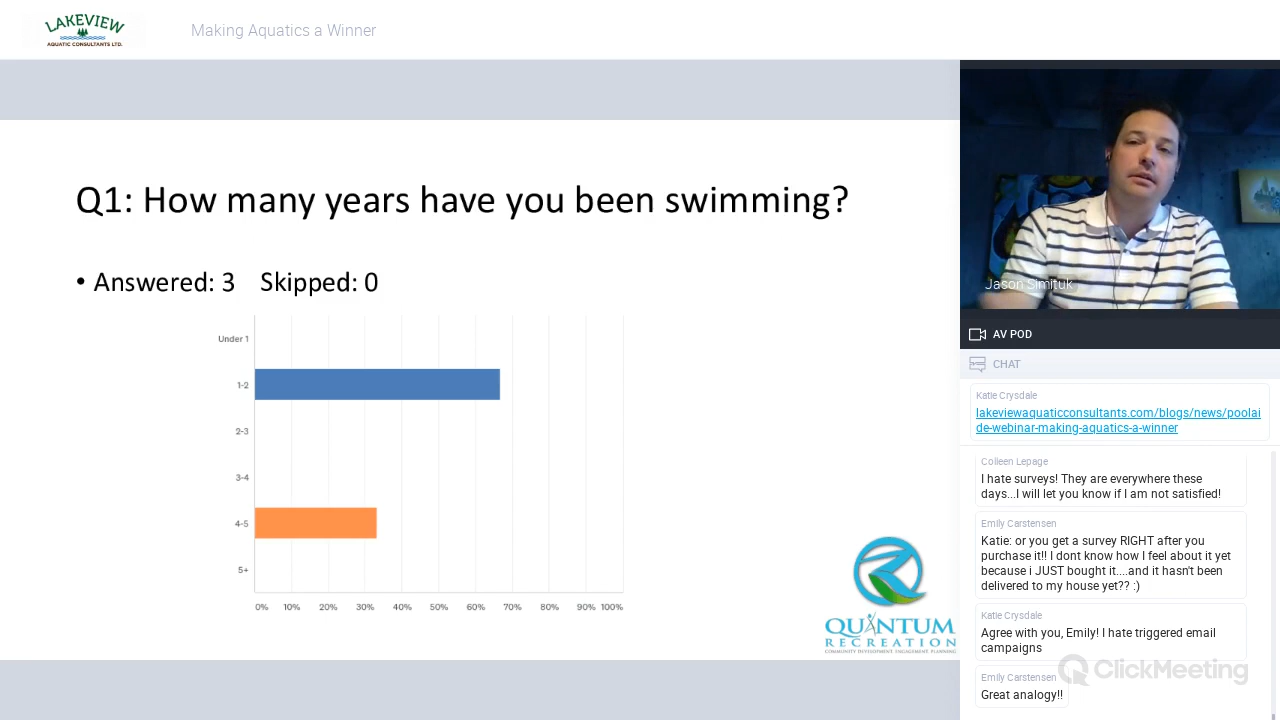 LAKEVIEW
AQUATIC CONSULTANTS LTD.
Making Aquatics a Winner
Q1: How many years have you been swimming?
• Answered: 3 Skipped: 0
Under 1
1-2
2-3
3-4
4-5
5+
0% 10% 20% 30% 40% 50% 60% 70% 80% 90% 100%
QUANTUM
RECREATION
COMMUNITY DEVELOPMENT, ENGAGEMENT, PLANNING
Jason Simituk
AV POD
CHAT
Katie Crysdale
lakeviewaquaticconsultants.com/blogs/news/poolai
de-webinar-making-aquatics-a-winner
Colleen Lepage
I hate surveys! They are everywhere these
days...I will let you know if I am not satisfied!
Emily Carstensen
Katie: or you get a survey RIGHT after you
purchase it!! I dont know how I feel about it yet
because i JUST bought it....and it hasn't been
delivered to my house yet?? :)
Katie Crysdale
Agree with you, Emily! I hate triggered email
campaigns
Emily Carstensen
Great analogy!!
ClickMeeting